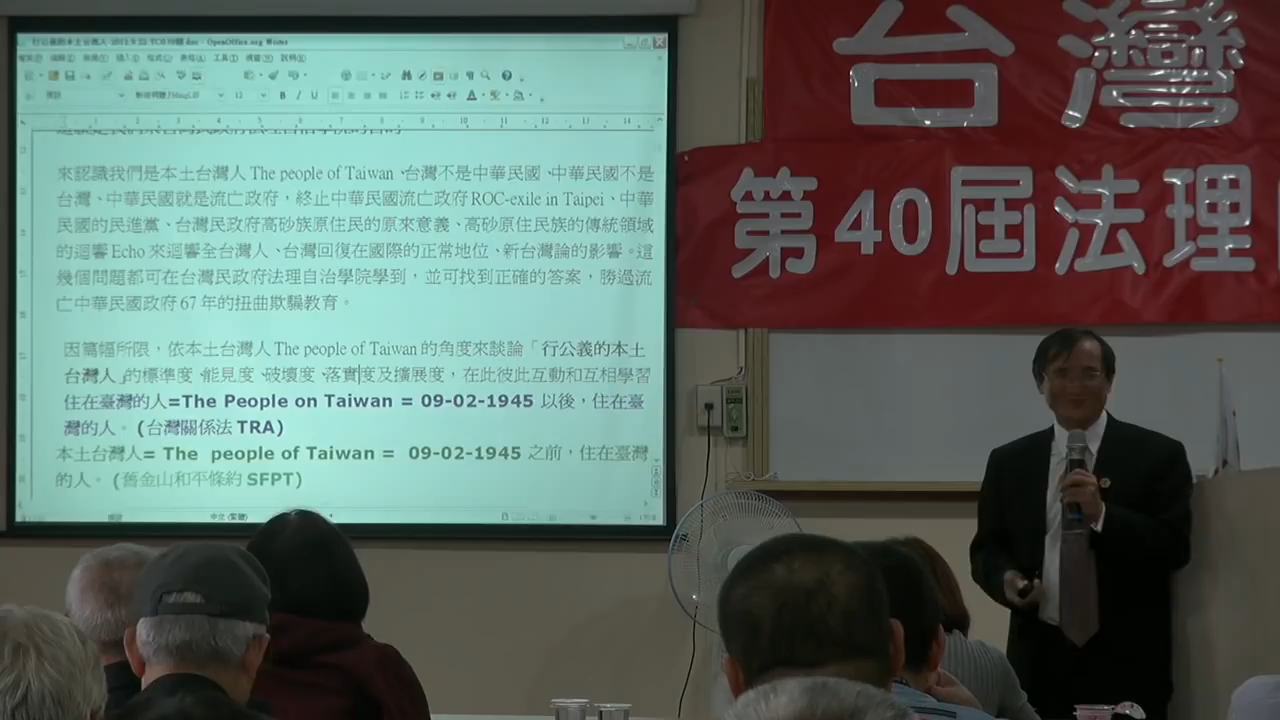 行公義的本土台灣人
OpenOffice.org Writer
12
B I U
來認識我們是本土台灣人 The people of Taiwan、台灣不是中華民國、中華民國不是
台灣、中華民國就是流亡政府，終止中華民國流亡政府 ROC-exile in Taipei、中華
民國的民進黨、台灣民政府高砂族原住民的原來意義、高砂原住民族的傳統領域
的迴響 Echo 來迴響全台灣人、台灣回復在國際的正常地位、新台灣論的影響。這
幾個問題都可在台灣民政府法理自治學院學到，並可找到正確的答案，勝過流
亡中華民國政府 67 年的扭曲欺騙教育。
因篇幅所限，依本土台灣人 The people of Taiwan 的角度來談論「行公義的本土
台灣人」的標準度、能見度、破壞度、落實度及擴展度，在此彼此互動和互相學習
住在臺灣的人=The People on Taiwan = 09-02-1945 以後，住在臺
灣的人。(台灣關係法 TRA)
本土台灣人= The people of Taiwan = 09-02-1945 之前，住在臺灣
的人。(舊金山和平條約 SFPT)
台灣
第40屆法理